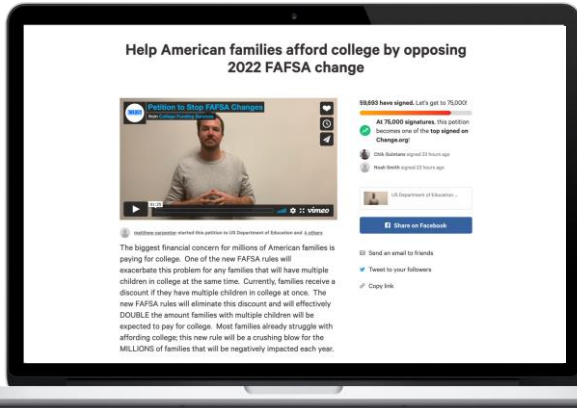 Help American families afford college by opposing
2022 FAFSA change
Petition to Stop FAFSA Changes
from College Funding Services
01:25
vimeo
matthew carpenter started this petition to US Department of Education and 4 others
The biggest financial concern for millions of American families is
paying for college. One of the new FAFSA rules will
exacerbate this problem for any families that will have multiple
children in college at the same time. Currently, families receive a
discount if they have multiple children in college at once. The
new FAFSA rules will eliminate this discount and will effectively
DOUBLE the amount families with multiple children will be
expected to pay for college. Most families already struggle with
affording college; this new rule will be a crushing blow for the
MILLIONS of families that will be negatively impacted each year.
59,693 have signed. Let's get to 75,000!
At 75,000 signatures, this petition
becomes one of the top signed on
Change.org!
signed 23 hours ago
Noah Smith signed 23 hours ago
US Department of Education ...
Share on Facebook
Send an email to friends
Tweet to your followers
Copy link